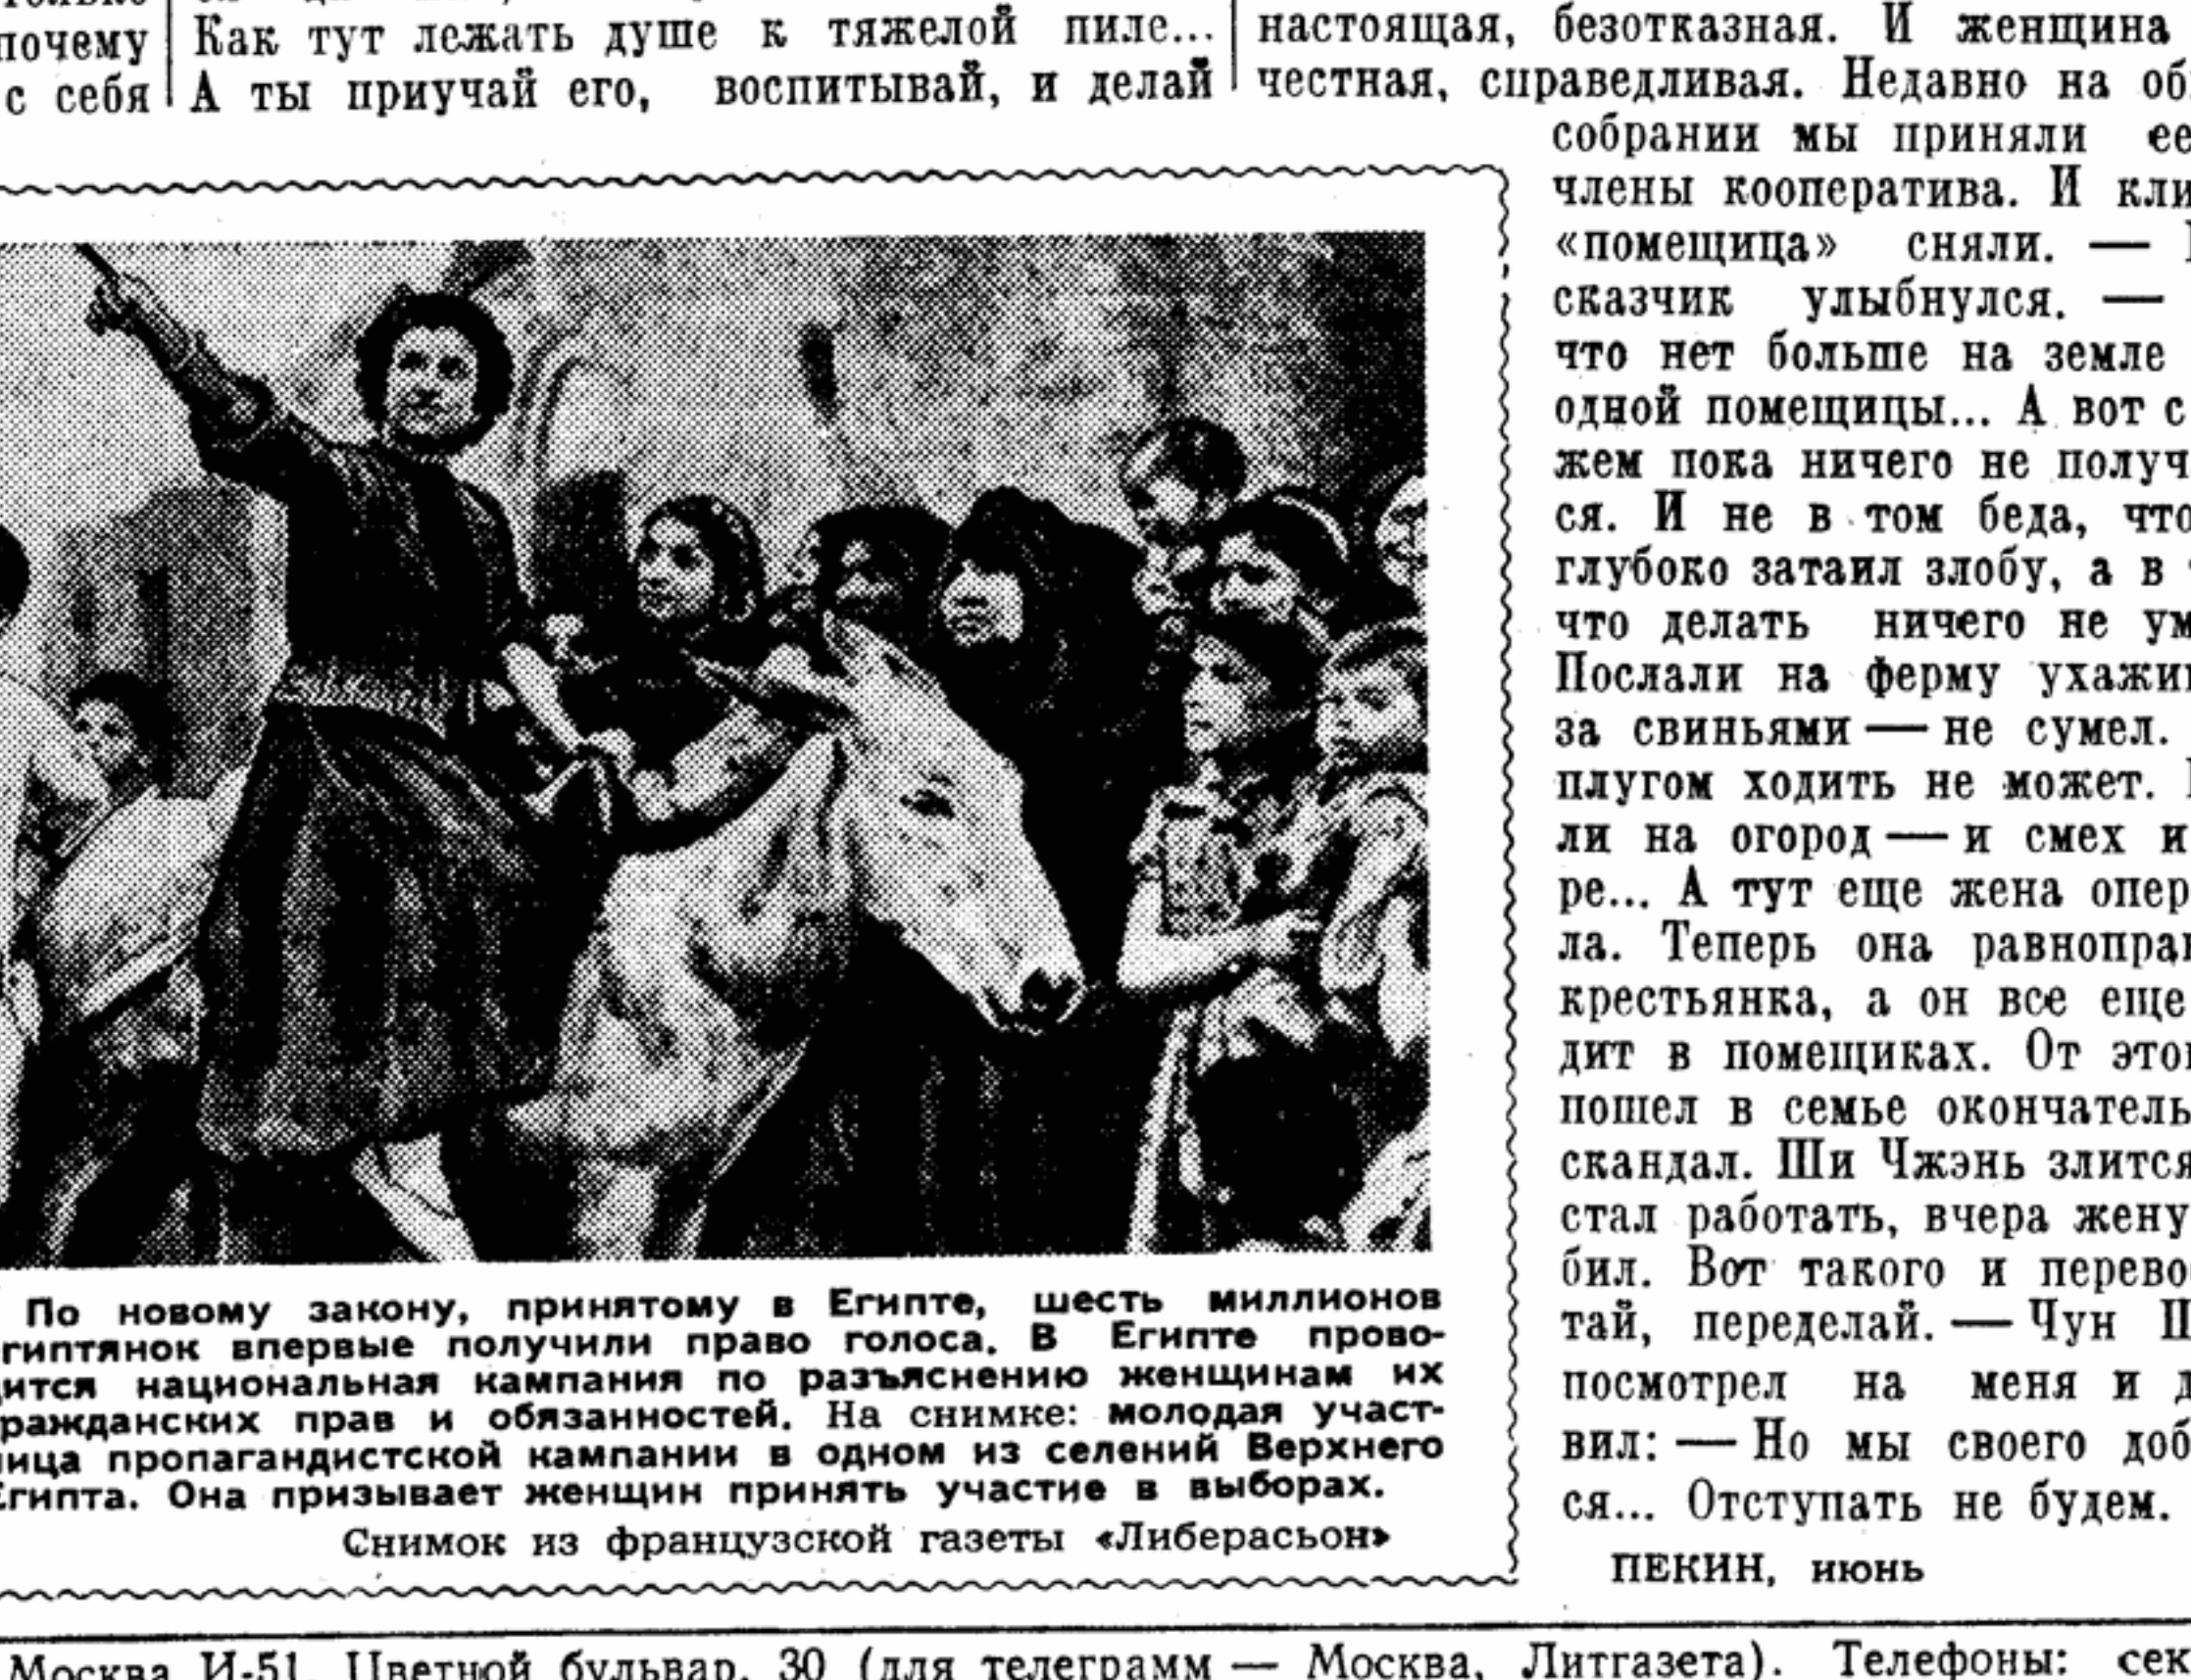 почему
с себя
Как тут лежать душе к тяжелой пиле...
А ты приучай его, воспитывай, и делай
настоящая, безотказная. И женщина
честная, справедливая. Недавно на об
собрании мы приняли ее
члены кооператива. И кли
«помещица» сняли. —
сказчик улыбнулся. —
что нет больше на земле
одной помещицы... А вот с
жем пока ничего не получ
ся. И не в том беда, что
глубоко затаил злобу, а в
что делать ничего не ум
Послали на ферму ухажи
за свиньями — не сумел.
плугом ходить не может.
ли на огород — и смех и
ре... А тут еще жена опер
ла. Теперь она равноправ
крестьянка, а он все еще
дит в помещиках. От этог
пошел в семье окончатель
скандал. Ши Чжэнь злится
стал работать, вчера жену
бил. Вот такого и перево
тай, переделай. — Чун Ш
посмотрел на меня и д
вил: — Но мы своего доб
ся... Отступать не будем.
ПЕКИН, июнь
По новому закону, принятому в Египте, шесть миллионов
гиптянок впервые получили право голоса. В Египте прово-
дится национальная кампания по разъяснению женщинам их
гражданских прав и обязанностей. На снимке: молодая участ-
ница пропагандистской кампании в одном из селений Верхнего
Египта. Она призывает женщин принять участие в выборах.
Снимок из французской газеты «Либерасьон»
Москва И-51, Цветной бульвар, 30 (для телеграмм — Москва, Литгазета). Телефоны: сек